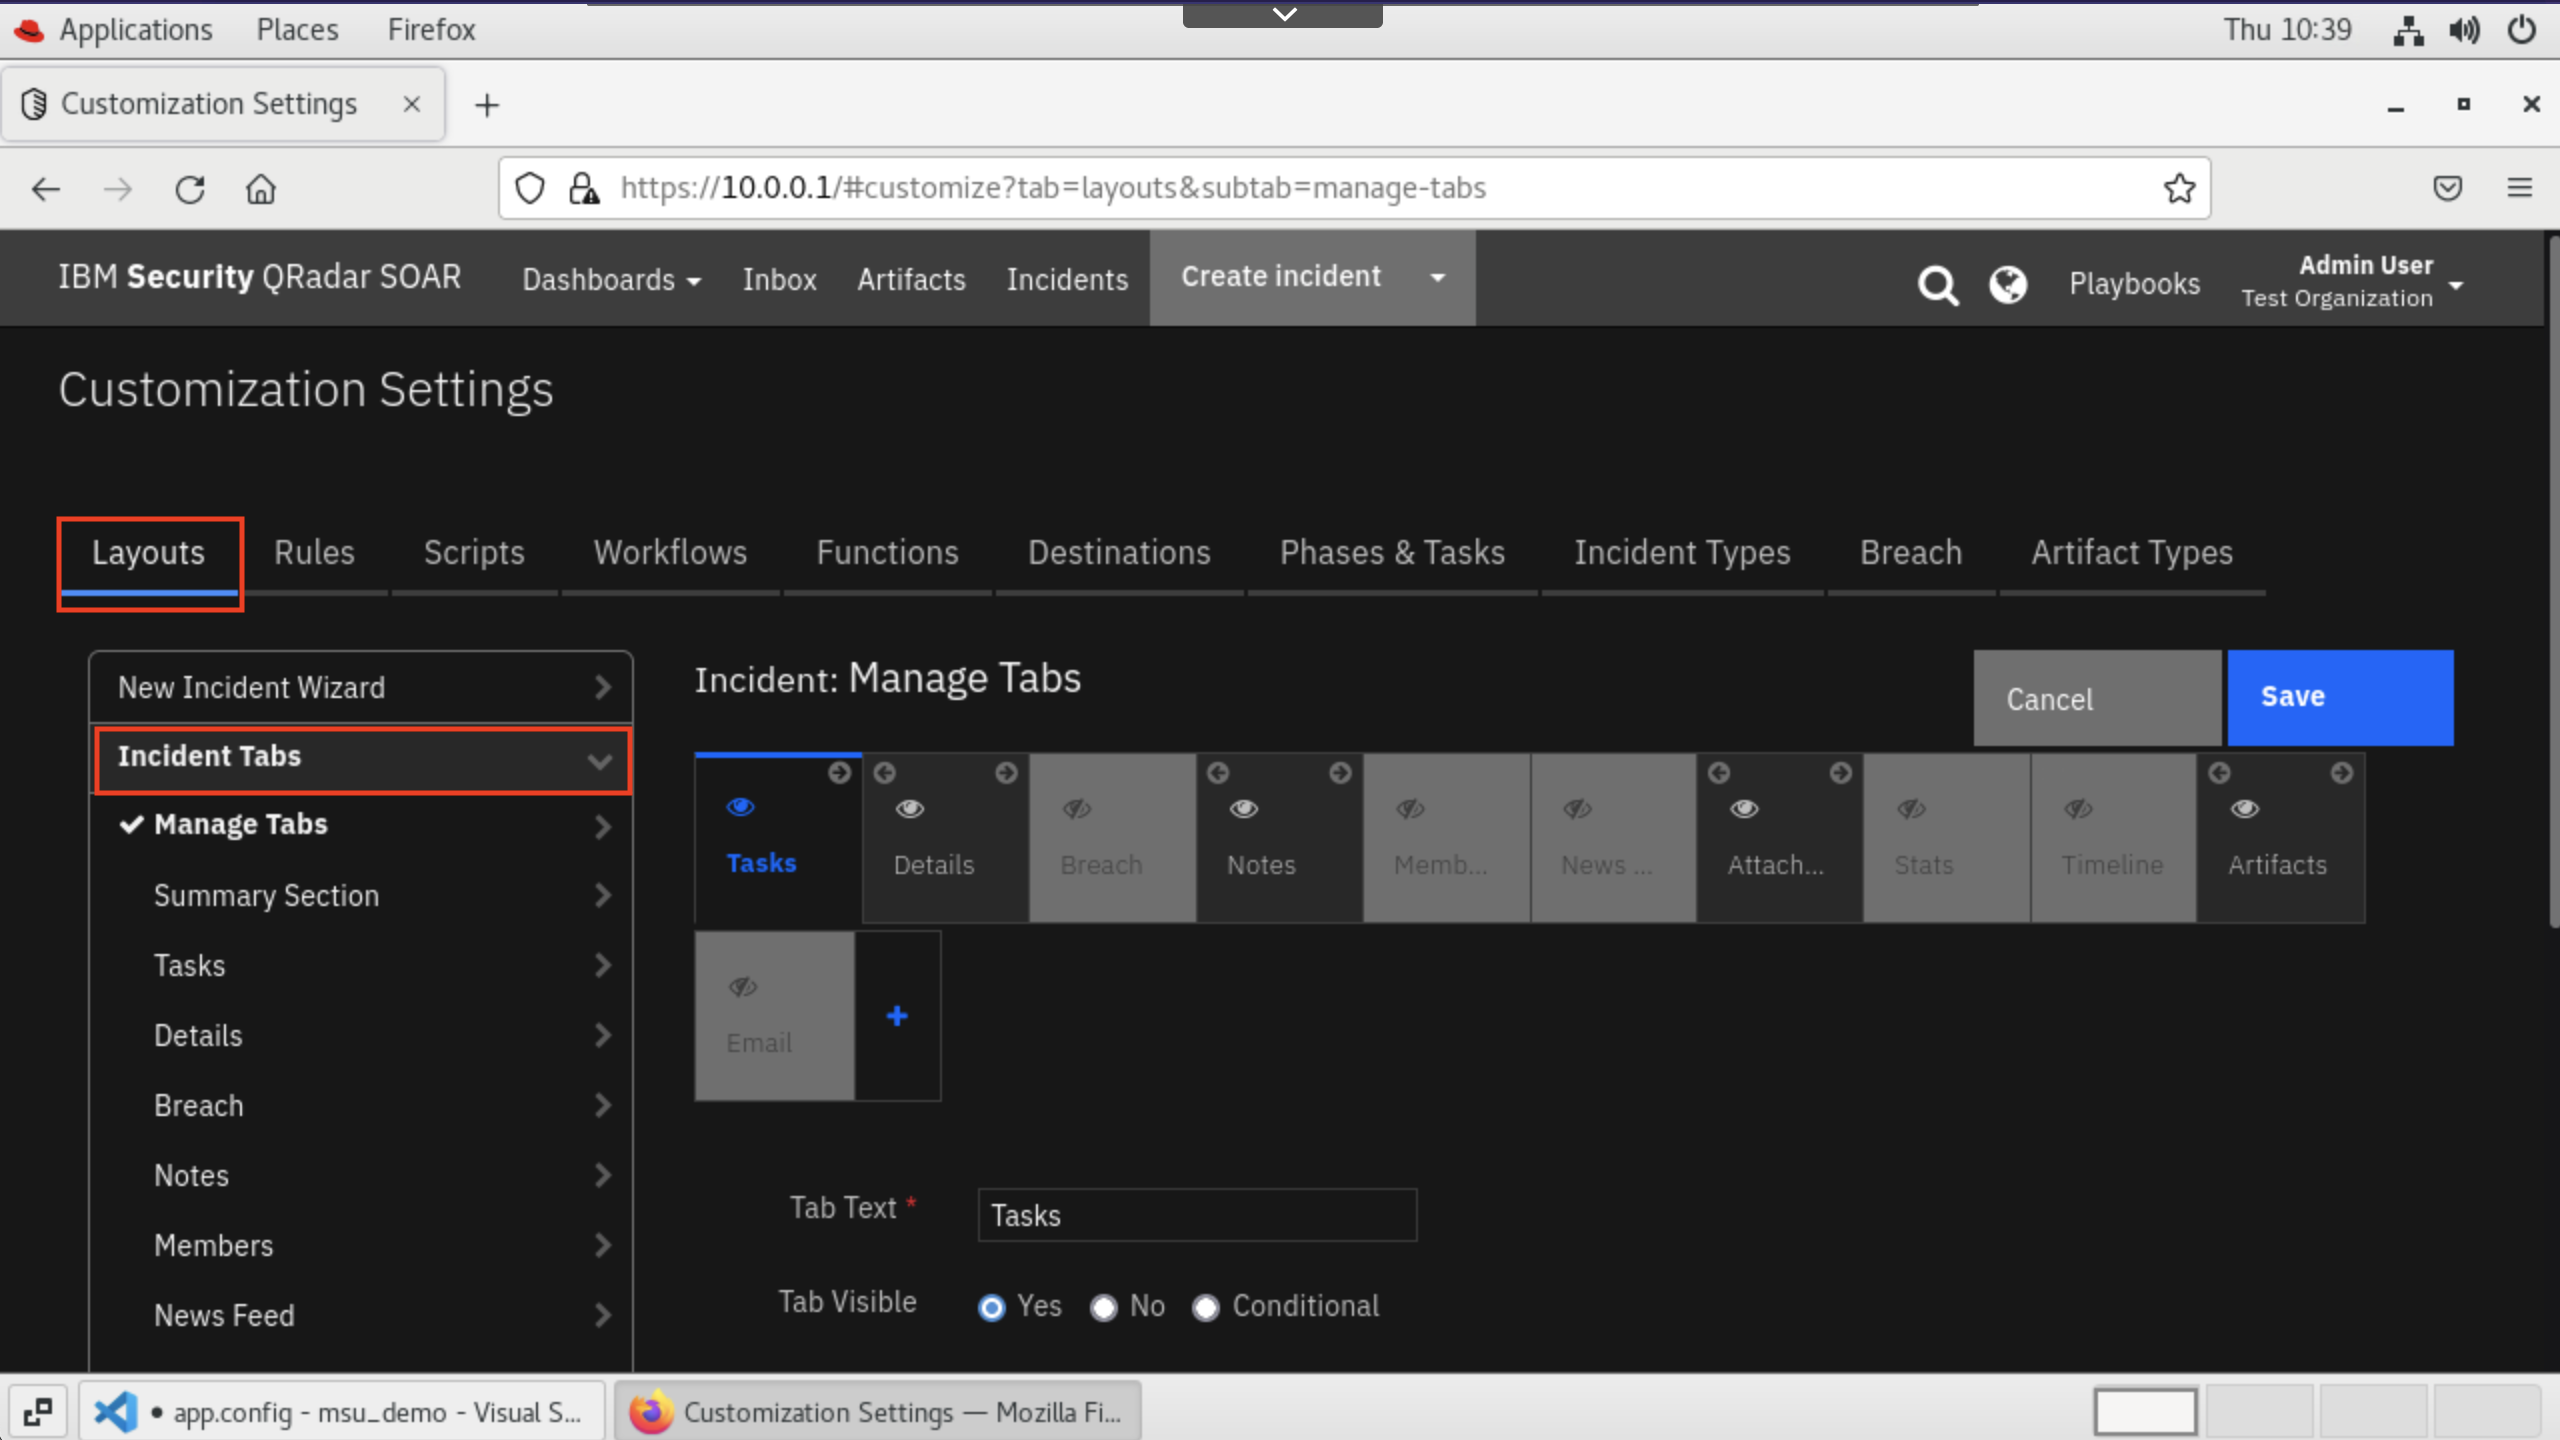 Applications Places Firefox Thu 10:39
Customization Settings
https://10.0.0.1/#customize?tab=layouts&subtab=manage-tabs
IBM Security QRadar SOAR Dashboards Inbox Artifacts Incidents Create incident Playbooks Admin User
Test Organization
Customization Settings
Layouts Rules Scripts Workflows Functions Destinations Phases & Tasks Incident Types Breach Artifact Types
New Incident Wizard
Incident Tabs
Manage Tabs
Summary Section
Tasks
Details
Breach
Notes
Members
News Feed
Incident: Manage Tabs
Cancel Save
Tasks Details Breach Notes Memb... News ... Attach... Stats Timeline Artifacts
Email +
Tab Text * Tasks
Tab Visible Yes No Conditional
• app.config - msu_demo - Visual S... Customization Settings — Mozilla Fi...